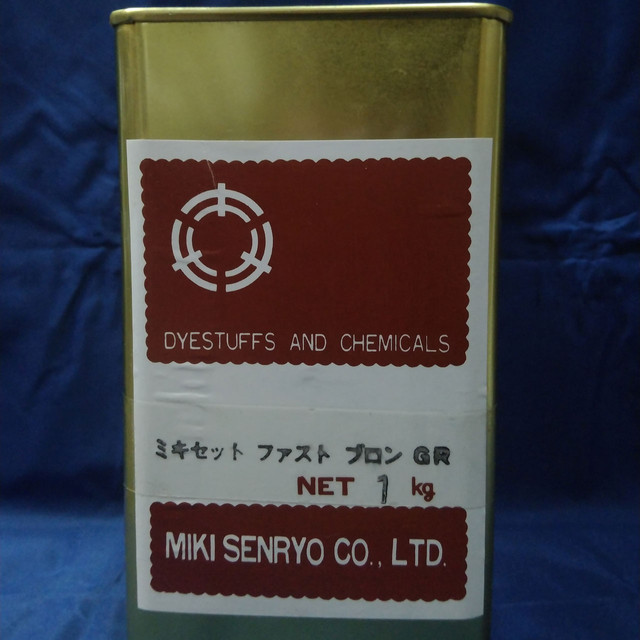 DYESTUFFS AND CHEMICALS
ミキセット ファスト ブロン GR
NET 1 kg
MIKI SENRYO CO., LTD.